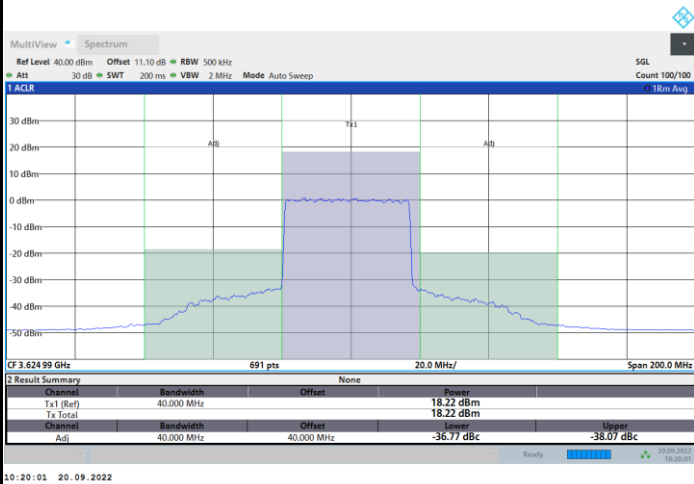 MultiView Spectrum
Ref Level 40.00 dBm Offset 11.10 dB RBW 500 kHz SGL
Att 30 dB SWT 200 ms VBW 2 MHz Mode Auto Sweep Count 100/100
1 ACLR 1Rm Avg
30 dBm
Tx1
20 dBm
Adj Adj
10 dBm
0 dBm
-10 dBm
-20 dBm
-30 dBm
-40 dBm
-50 dBm
CF 3.624 99 GHz 691 pts 20.0 MHz/ Span 200.0 MHz
2 Result Summary None
Channel Bandwidth Offset Power
Tx1 (Ref) 40.000 MHz 18.22 dBm
Tx Total 18.22 dBm
Channel Bandwidth Offset Lower Upper
Adj 40.000 MHz 40.000 MHz -36.77 dBc -38.07 dBc
Ready 20.09.2022
10:20:01
10:20:01 20.09.2022